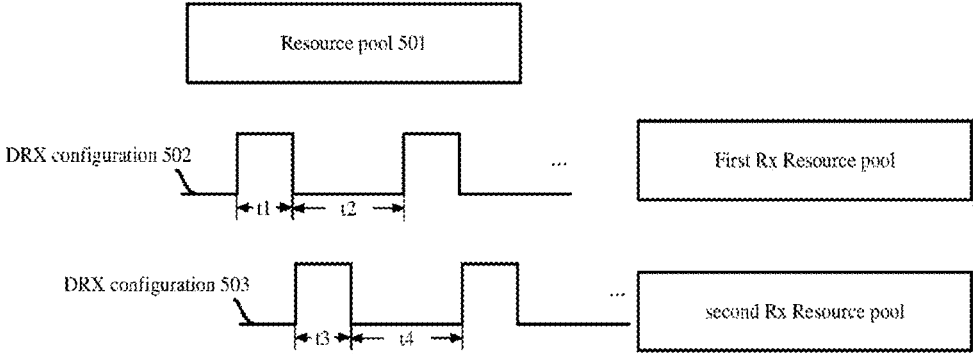 Resource pool 501
DRX configuration 502
...
First Rx Resource pool
t1
t2
DRX configuration 503
...
second Rx Resource pool
t3
t4